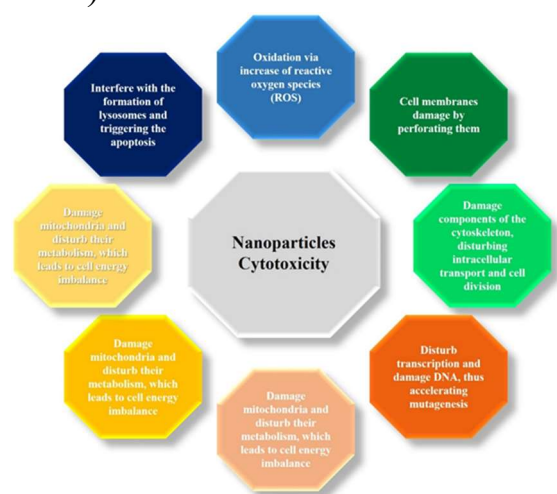 Oxidation via
increase of reactive
oxygen species
(ROS)
Interfere with the
formation of
lysosomes and
triggering the
apoptosis
Cell membranes
damage by
perforating them
Damage
mitochondria and
disturb their
metabolism, which
leads to cell energy
imbalance
Nanoparticles
Cytotoxicity
Damage
components of the
cytoskeleton,
disturbing
intracellular
transport and cell
division
Damage
mitochondria and
disturb their
metabolism, which
leads to cell energy
imbalance
Disturb
transcription and
damage DNA, thus
accelerating
mutagenesis
Damage
mitochondria and
disturb their
metabolism, which
leads to cell energy
imbalance